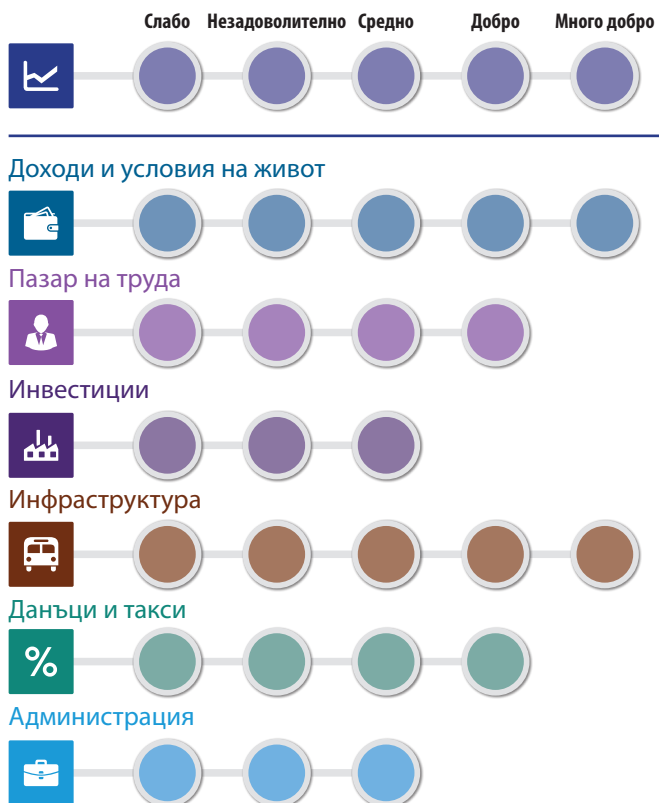 Слабо Незадоволително Средно Добро Много добро
Доходи и условия на живот
Пазар на труда
Инвестиции
Инфраструктура
Данъци и такси
%
Администрация